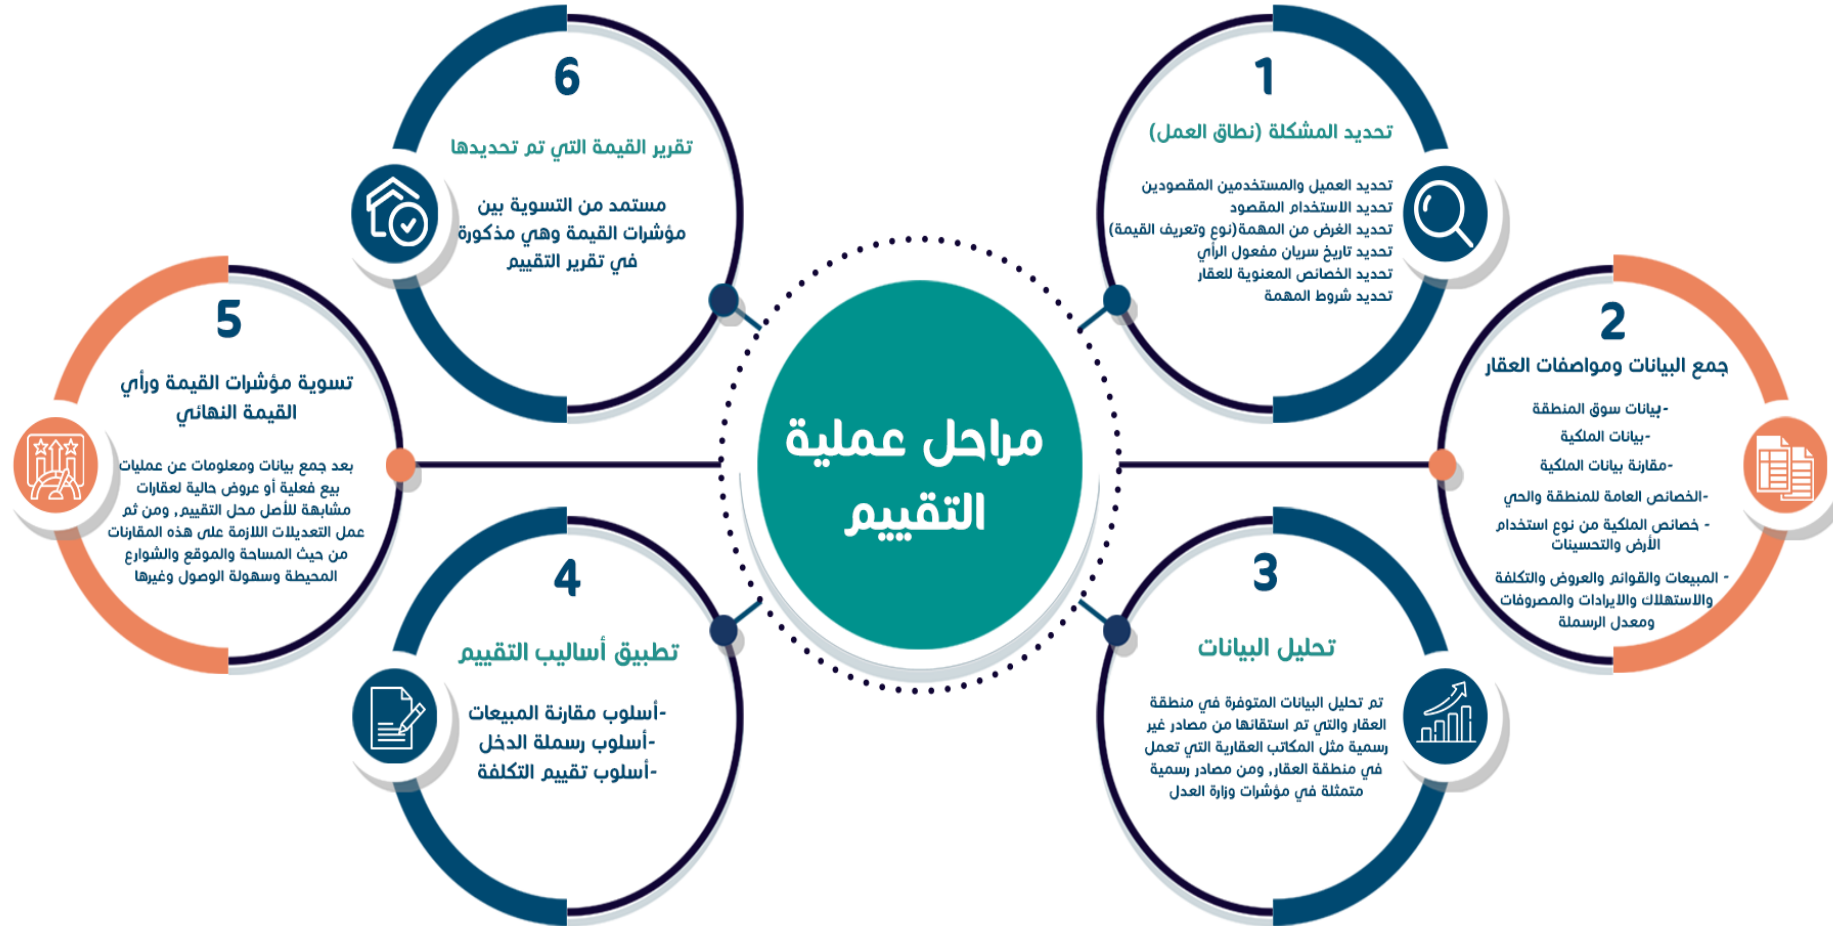 مراحل عملية
التقييم
1
تحديد المشكلة (نطاق العمل)
تحديد العميل والمستخدمين المقصودين
تحديد الاستخدام المقصود
تحديد الغرض من المهمة(نوع وتعريف القيمة)
تحديد تاريخ سريان مفعول الرأي
تحديد الخصائص المعنوية للعقار
تحديد شروط المهمة
2
جمع البيانات ومواصفات العقار
-بيانات سوق المنطقة
-بيانات الملكية
-مقارنة بيانات الملكية
-الخصائص العامة للمنطقة والحي
- خصائص الملكية من نوع استخدام
الأرض والتحسينات
- المبيعات والقوائم والعروض والتكلفة
والاستهلاك والايرادات والمصروفات
ومعدل الرسملة
3
تحليل البيانات
تم تحليل البيانات المتوفرة في منطقة
العقار والتي تم استقائها من مصادر غير
رسمية مثل المكاتب العقارية التي تعمل
في منطقة العقار, ومن مصادر رسمية
متمثلة في مؤشرات وزارة العدل
4
تطبيق أساليب التقييم
-أسلوب مقارنة المبيعات
-أسلوب رسملة الدخل
-أسلوب تقييم التكلفة
5
تسوية مؤشرات القيمة ورأي
القيمة النهائي
بعد جمع بيانات ومعلومات عن عمليات
بيع فعلية أو عروض حالية لعقارات
مشابهة للأصل محل التقييم, ومن ثم
عمل التعديلات اللازمة على هذه المقارنات
من حيث المساحة والموقع والشوارع
المحيطة وسهولة الوصول وغيرها
6
تقرير القيمة التي تم تحديدها
مستمد من التسوية بين
مؤشرات القيمة وهي مذكورة
في تقرير التقييم